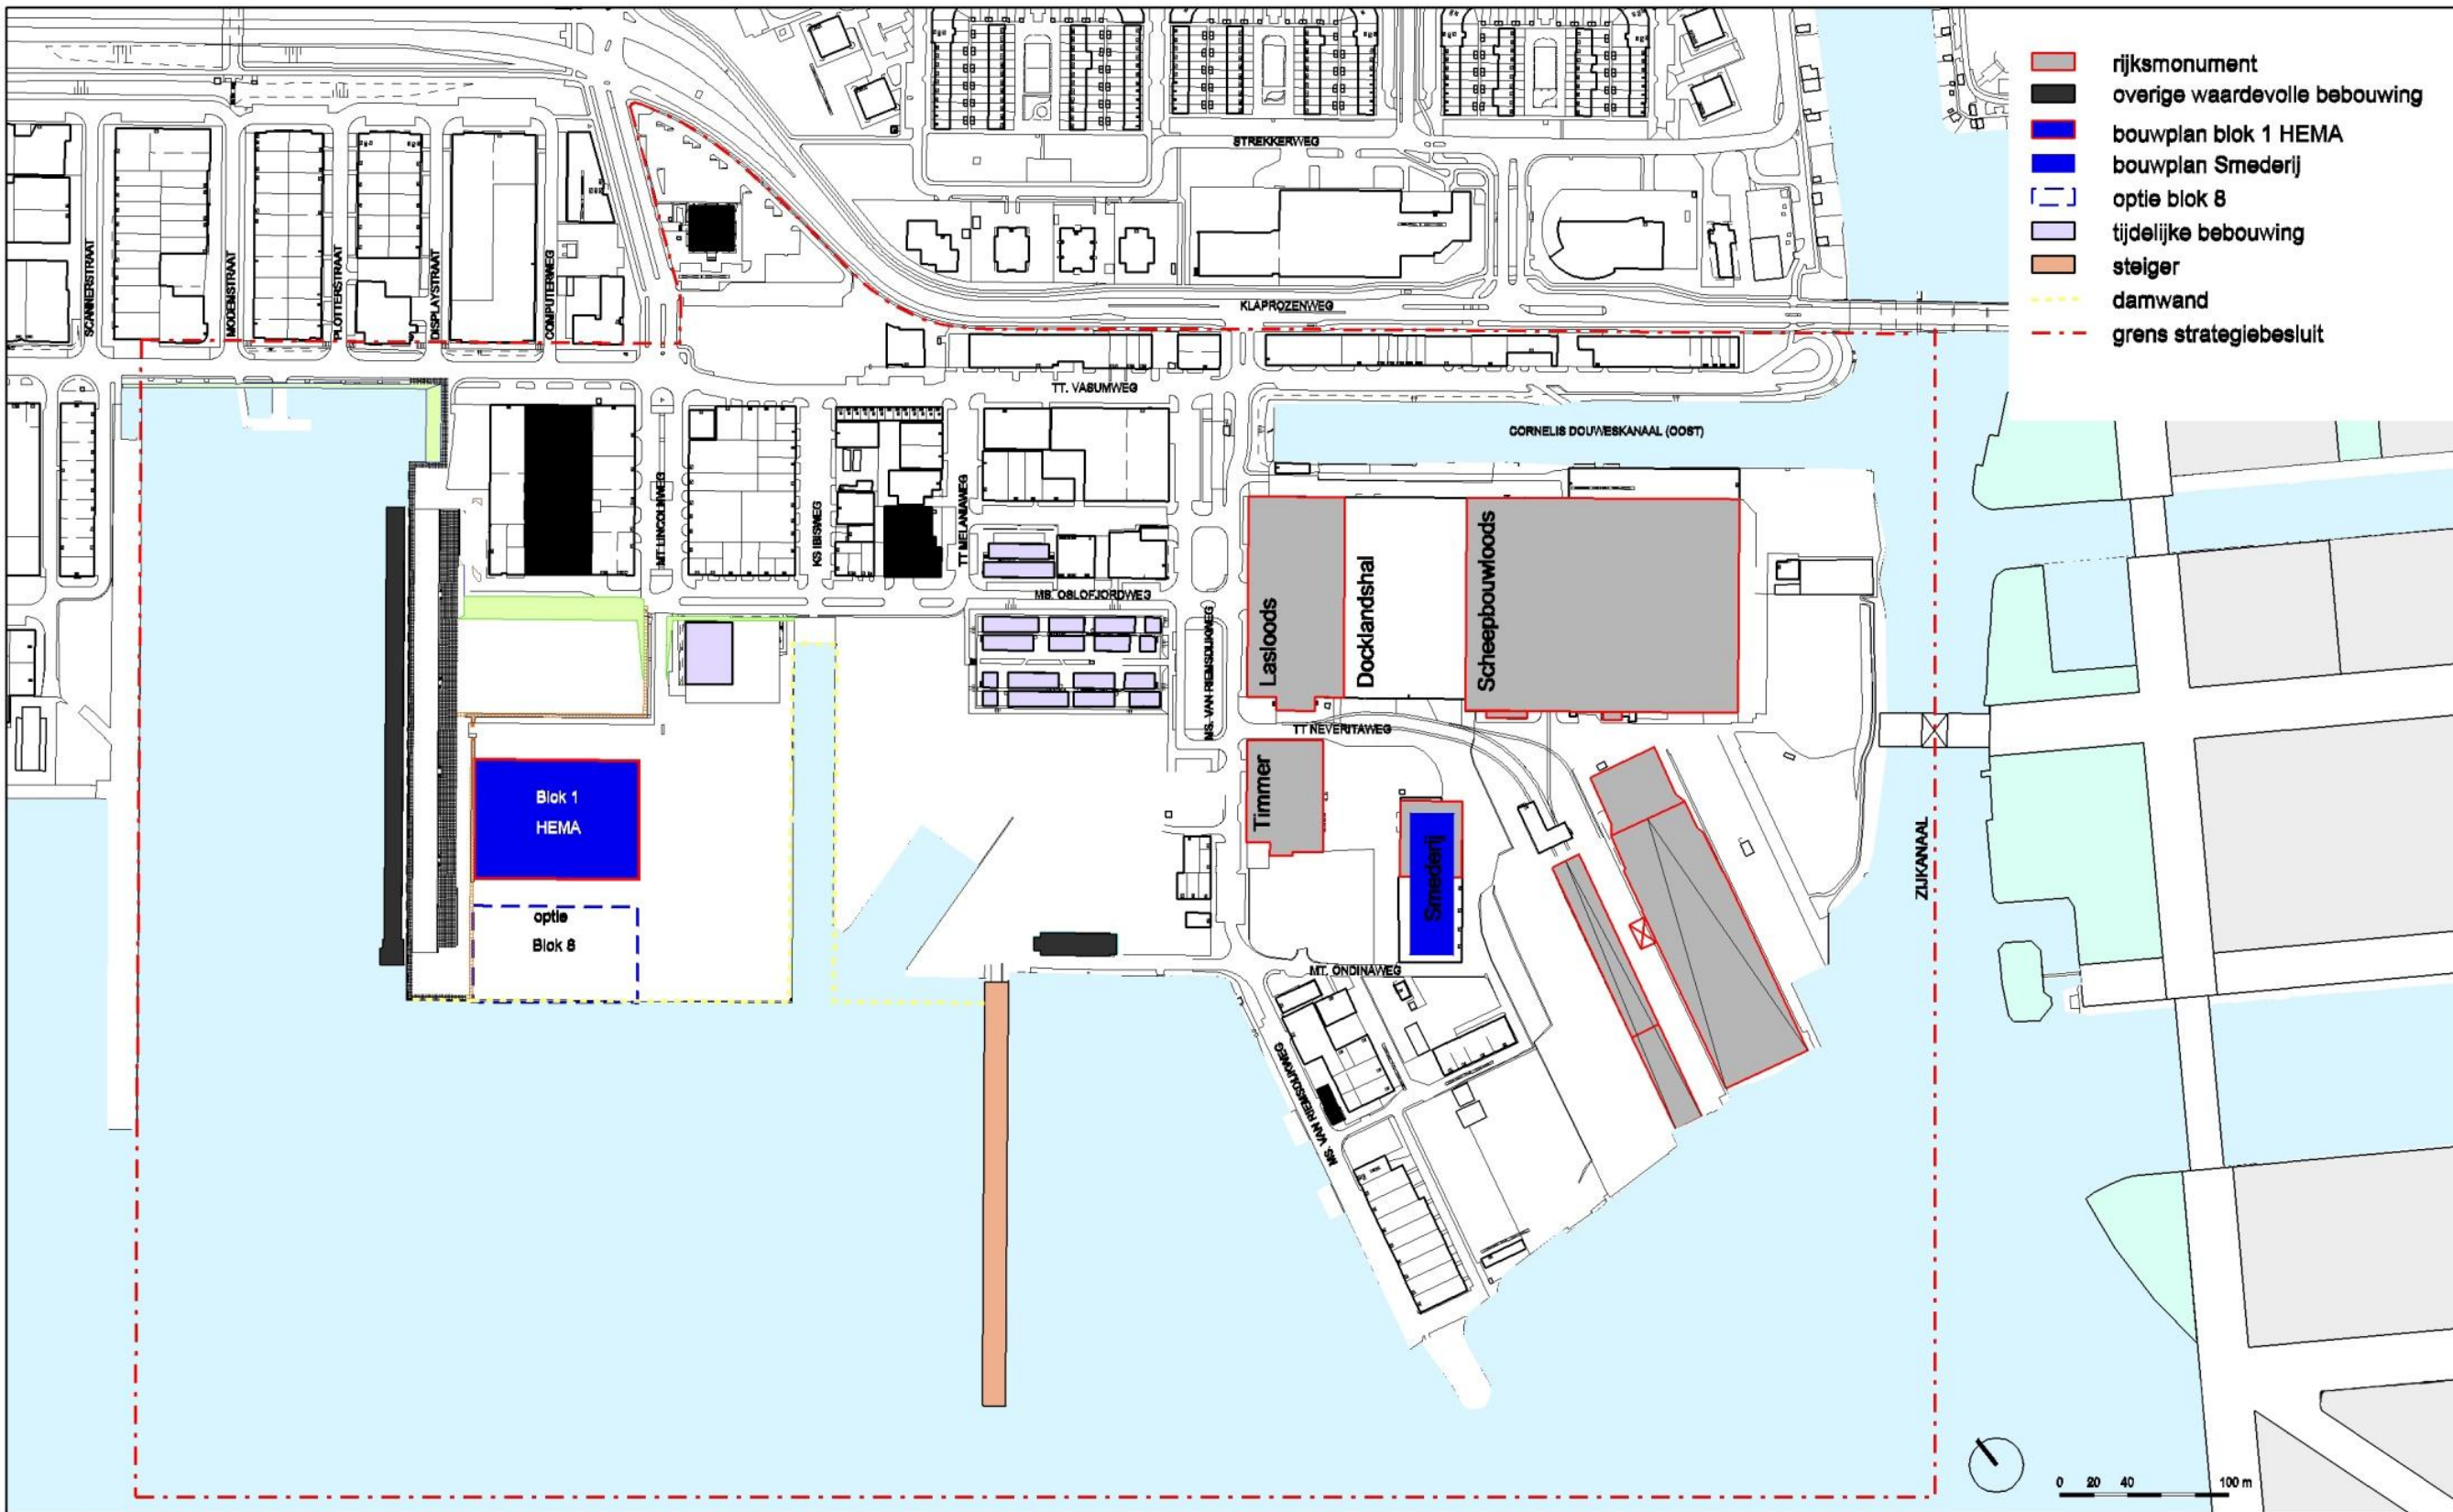 rijksmonument
overige waardevolle bebouwing
bouwplan blok 1 HEMA
bouwplan Smederij
optie blok 8
tijdelijke bebouwing
steiger
damwand
grens strategiebesluit
STREKKERWEG
SCANNERSTRAAT
MODEMSTRAAT
PLOTTERSTRAAT
DISPLAYSTRAAT
COMPUTERWEG
KLAPROZENWEG
TT. VASUMWEG
CORNELIS DOUWESKANAAL (OOST)
MT LINCOLNWEG
KS IBISWEG
TT MELANIAWEG
MS. OSLOFJORDWEG
MS. VAN RIEMSDIJKWEG
Lasloods
Docklandshal
Scheepbouwloods
TT NEVERITAWEG
Timmer
Smederij
Blok 1
HEMA
optie
Blok 8
ZIJKANAAL
MT. ONDINAWEG
MS. VAN RIEMSDIJKWEG
0 20 40 100 m